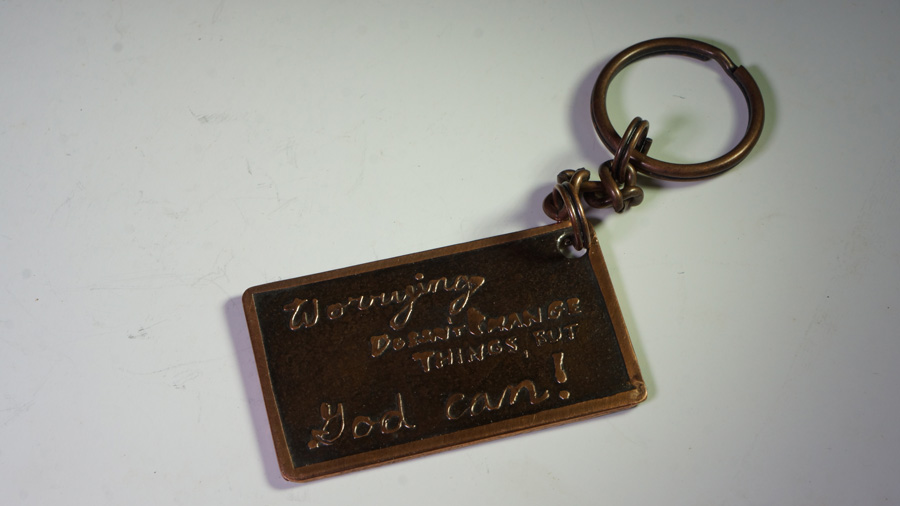 Worrying
DOESN'T CHANGE
THINGS, BUT
God can!